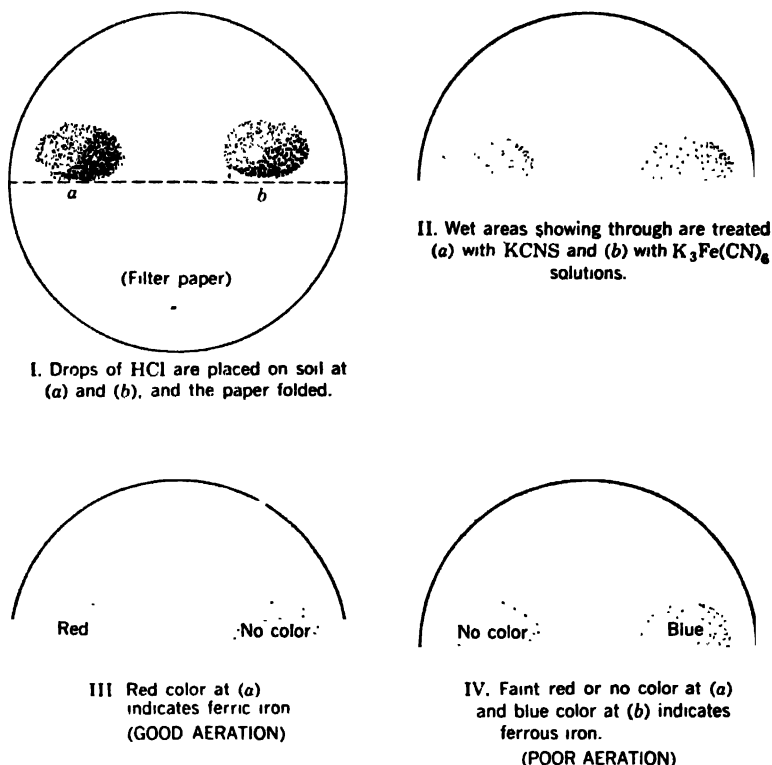 a
b
(Filter paper)
I. Drops of HCl are placed on soil at
(a) and (b), and the paper folded.
II. Wet areas showing through are treated
(a) with KCNS and (b) with K₃Fe(CN)₆
solutions.
Red
No color
III Red color at (a)
indicates ferric iron
(GOOD AERATION)
No color
Blue
IV. Faint red or no color at (a)
and blue color at (b) indicates
ferrous iron.
(POOR AERATION)